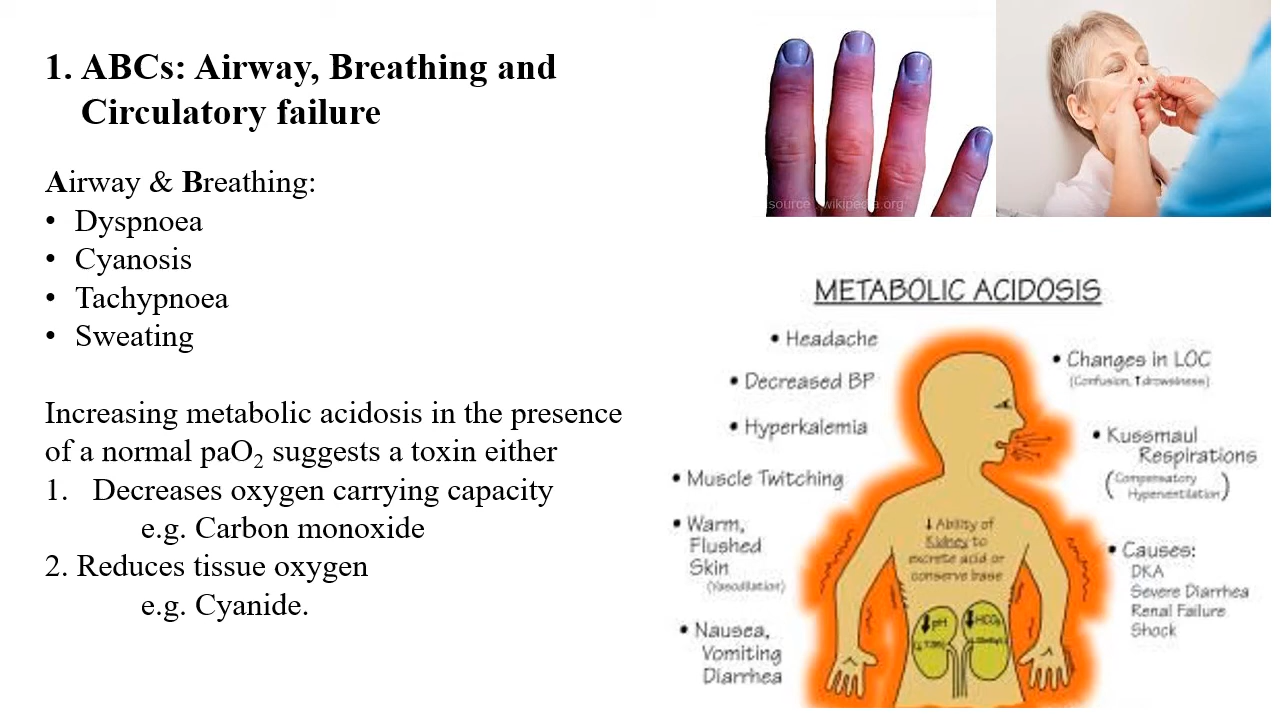 1. ABCs: Airway, Breathing and
Circulatory failure
Airway & Breathing:
• Dyspnoea
• Cyanosis
• Tachypnoea
• Sweating
Increasing metabolic acidosis in the presence
of a normal paO₂ suggests a toxin either
1. Decreases oxygen carrying capacity
e.g. Carbon monoxide
2. Reduces tissue oxygen
e.g. Cyanide.
source wikipedia.org
METABOLIC ACIDOSIS
• Headache
• Decreased BP
• Hyperkalemia
• Muscle Twitching
• Warm,
Flushed
Skin
(Vasodilation)
• Nausea,
Vomiting
Diarrhea
• Changes in LOC
(Confusion, ↑drowsiness)
• Kussmaul
Respirations
(Compensatory
Hyperventilation)
• Causes:
DKA
Severe Diarrhea
Renal Failure
Shock
↓ Ability of
Kidney to
excrete acid or
conserve base
↓pH
↓HCO₃